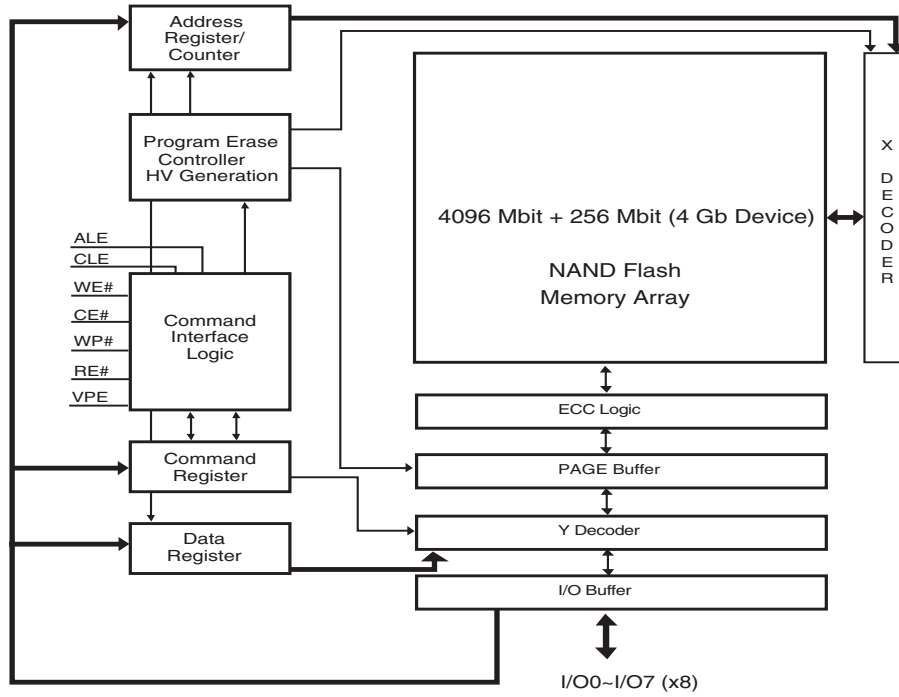 Address
Register/
Counter
Program Erase
Controller
HV Generation
ALE
CLE
WE#
CE#
WP#
RE#
VPE
Command
Interface
Logic
Command
Register
Data
Register
4096 Mbit + 256 Mbit (4 Gb Device)
NAND Flash
Memory Array
X
D
E
C
O
D
E
R
ECC Logic
PAGE Buffer
Y Decoder
I/O Buffer
I/O0~I/O7 (x8)